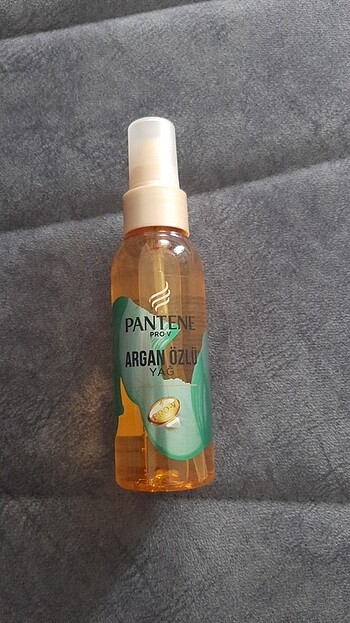 PANTENE
PRO-V
ARGAN ÖZLÜ
YAĞ